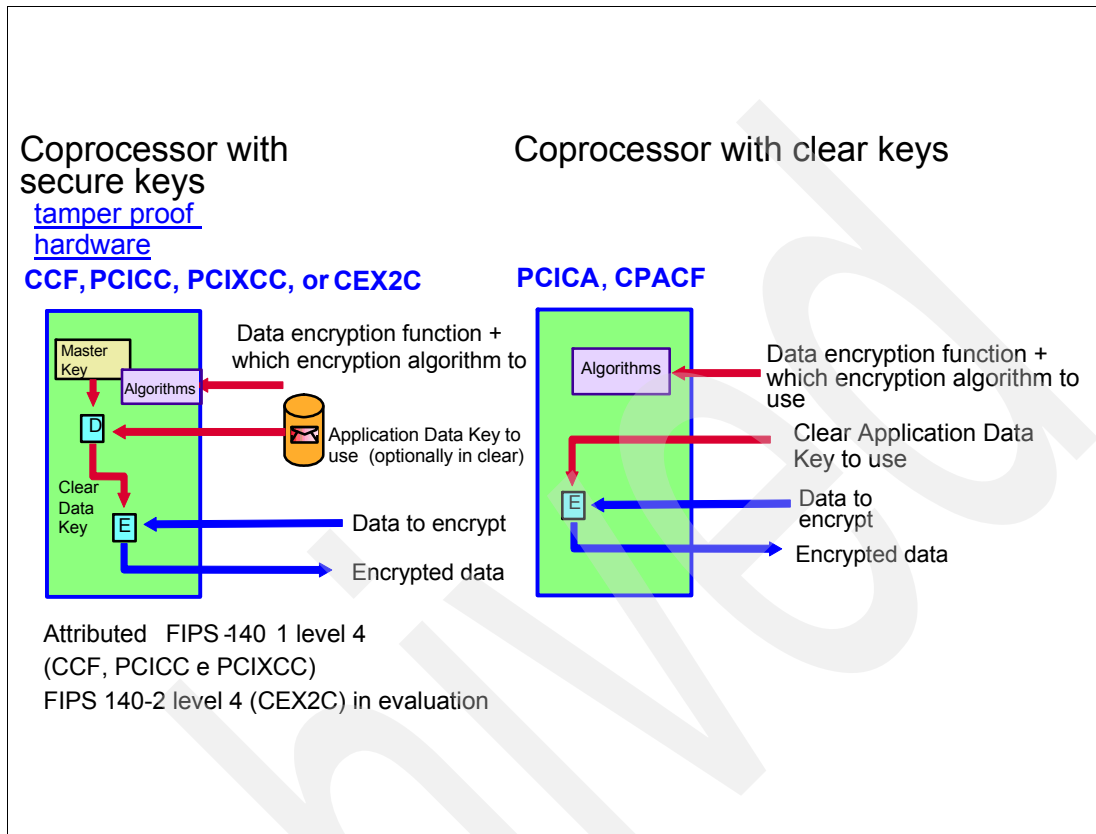 Coprocessor with
secure keys
tamper proof
hardware
CCF, PCICC, PCIXCC, or CEX2C
Master
Key
Algorithms
Data encryption function +
which encryption algorithm to
D
Application Data Key to
use (optionally in clear)
Clear
Data
Key
E
Data to encrypt
Encrypted data
Attributed FIPS-140 1 level 4
(CCF, PCICC e PCIXCC)
FIPS 140-2 level 4 (CEX2C) in evaluation
Coprocessor with clear keys
PCICA, CPACF
Algorithms
Data encryption function +
which encryption algorithm to
use
Clear Application Data
Key to use
E
Data to
encrypt
Encrypted data
hived